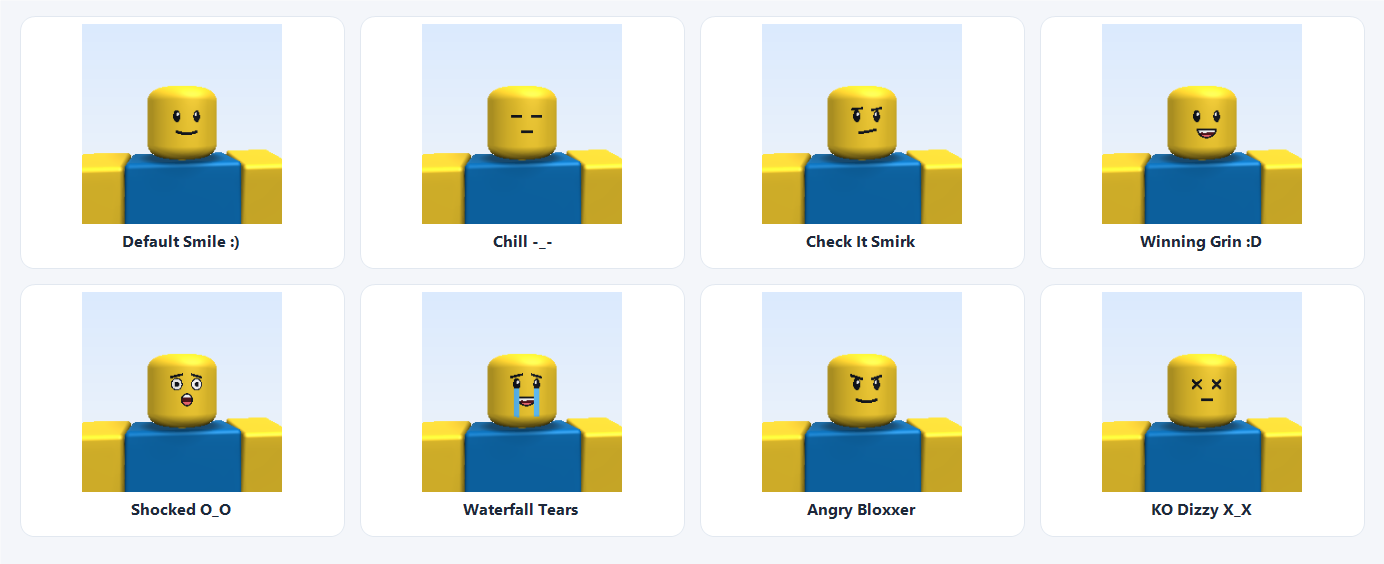 Default Smile :)
Chill -_-
Check It Smirk
Winning Grin :D
Shocked O_O
Waterfall Tears
Angry Bloxxer
KO Dizzy X_X